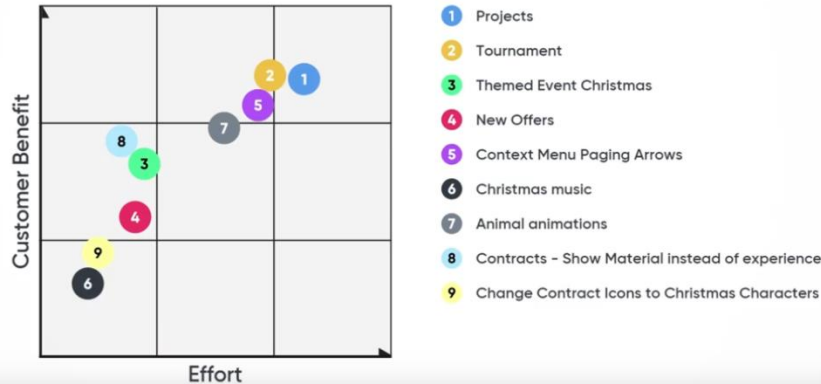 Customer Benefit
2
1
5
7
8
3
4
9
6
Effort
1 Projects
2 Tournament
3 Themed Event Christmas
4 New Offers
5 Context Menu Paging Arrows
6 Christmas music
7 Animal animations
8 Contracts - Show Material instead of experience
9 Change Contract Icons to Christmas Characters